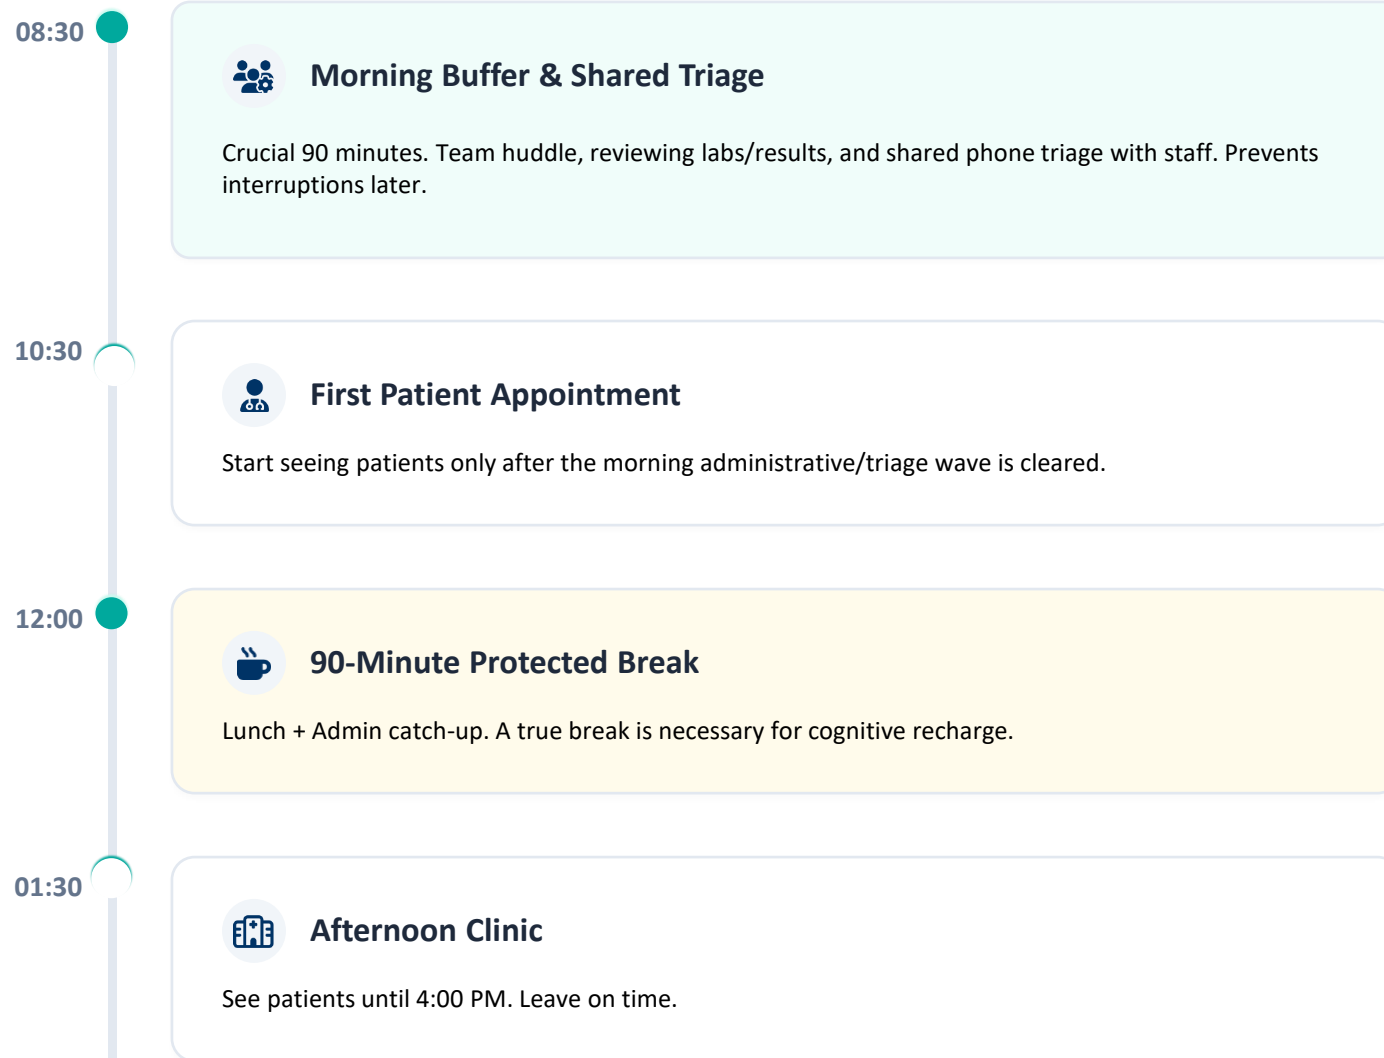 08:30
Morning Buffer & Shared Triage
Crucial 90 minutes. Team huddle, reviewing labs/results, and shared phone triage with staff. Prevents
interruptions later.
10:30
First Patient Appointment
Start seeing patients only after the morning administrative/triage wave is cleared.
12:00
90-Minute Protected Break
Lunch + Admin catch-up. A true break is necessary for cognitive recharge.
01:30
Afternoon Clinic
See patients until 4:00 PM. Leave on time.